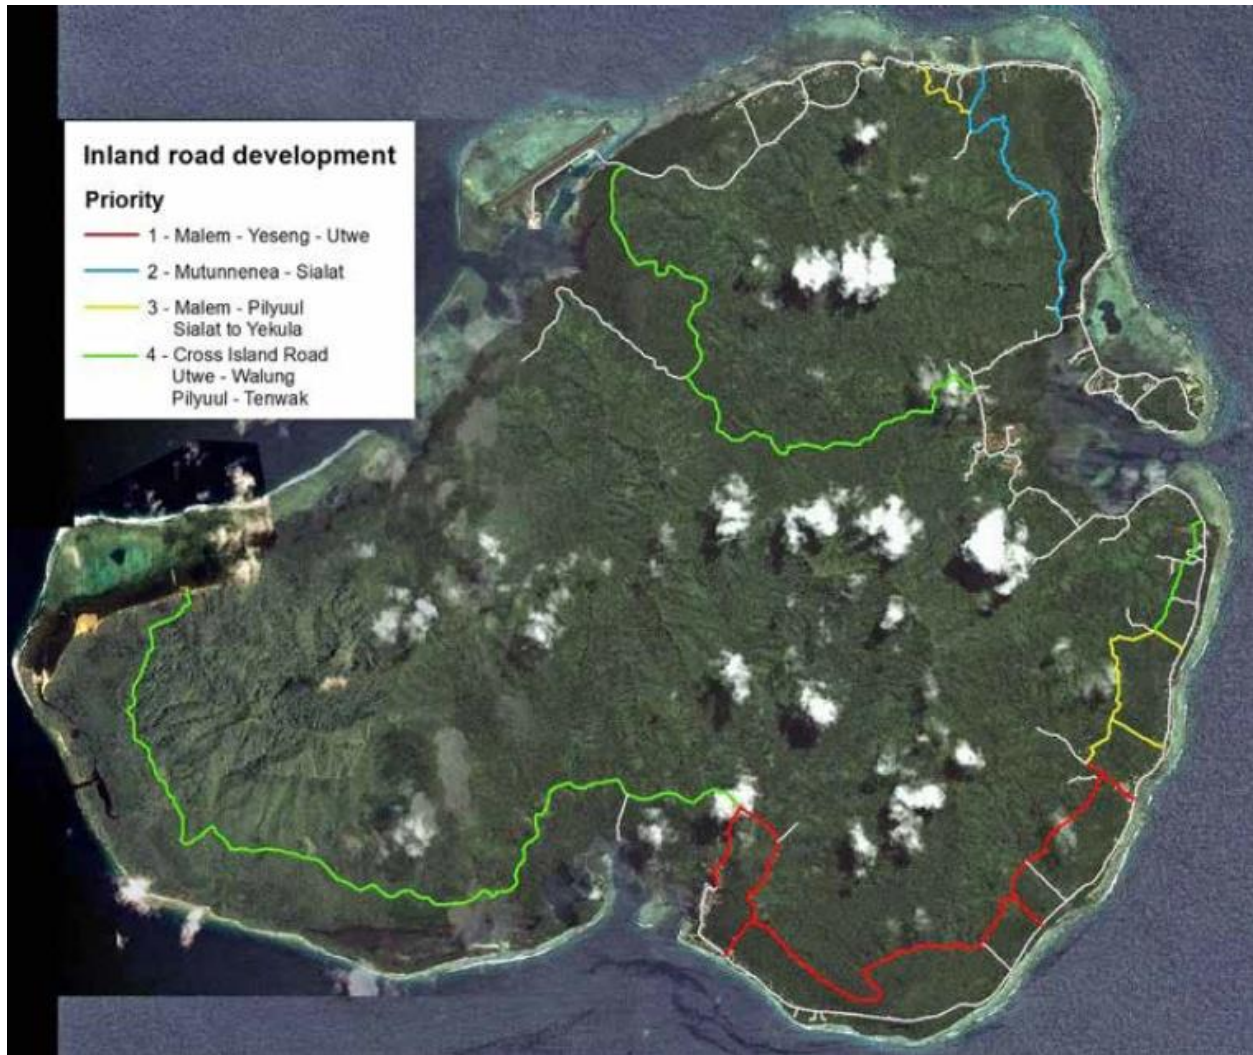 Inland road development
Priority
1 - Malem - Yeseng - Utwe
2 - Mutunnenea - Sialat
3 - Malem - Pilyuul
Sialat to Yekula
4 - Cross Island Road
Utwe - Walung
Pilyuul - Tenwak